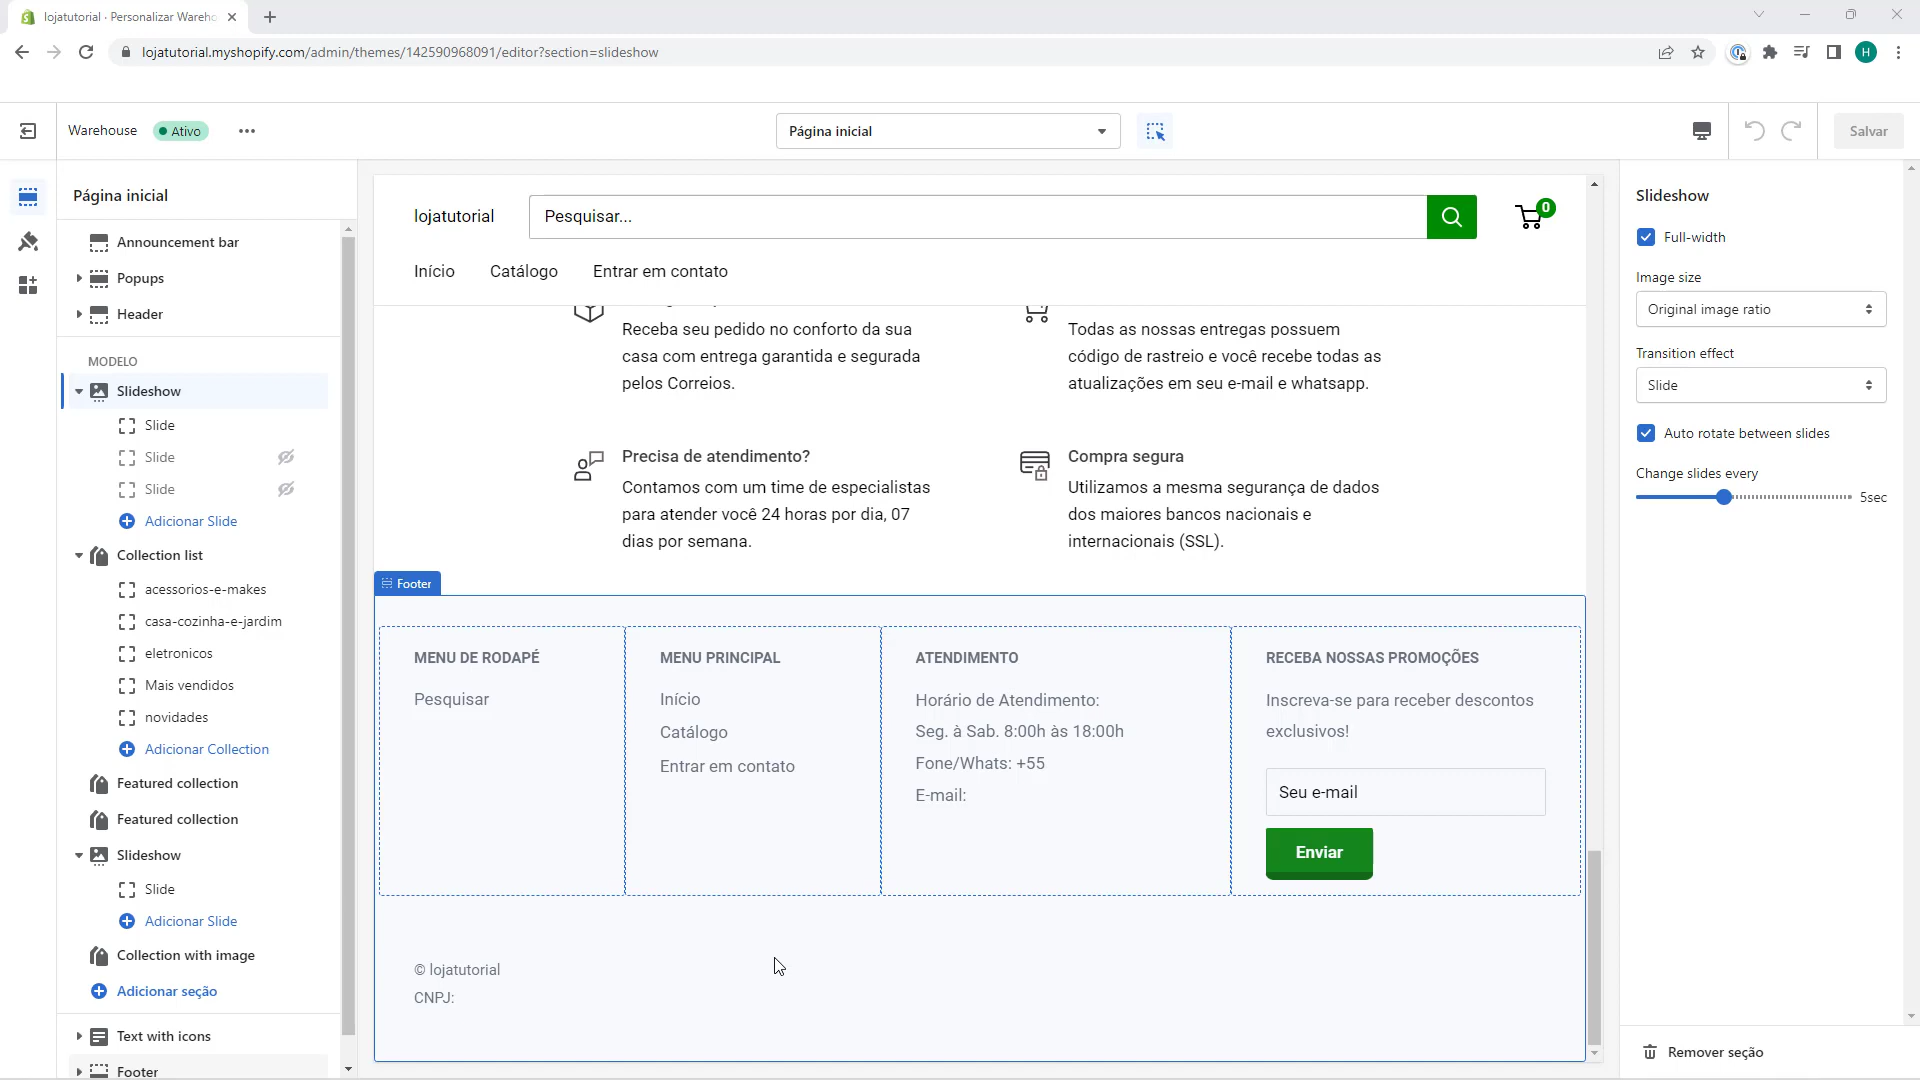 lojatutorial · Personalizar Wareho
lojatutorial.myshopify.com/admin/themes/142590968091/editor?section=slideshow
H
Warehouse
Ativo
Página inicial
Salvar
Página inicial
Announcement bar
Popups
Header
MODELO
Slideshow
Slide
Slide
Slide
Adicionar Slide
Collection list
acessorios-e-makes
casa-cozinha-e-jardim
eletronicos
Mais vendidos
novidades
Adicionar Collection
Featured collection
Featured collection
Slideshow
Slide
Adicionar Slide
Collection with image
Adicionar seção
Text with icons
Footer
lojatutorial
Pesquisar...
0
Início
Catálogo
Entrar em contato
Receba seu pedido no conforto da sua
casa com entrega garantida e segurada
pelos Correios.
Todas as nossas entregas possuem
código de rastreio e você recebe todas as
atualizações em seu e-mail e whatsapp.
Precisa de atendimento?
Contamos com um time de especialistas
para atender você 24 horas por dia, 07
dias por semana.
Compra segura
Utilizamos a mesma segurança de dados
dos maiores bancos nacionais e
internacionais (SSL).
Footer
MENU DE RODAPÉ
Pesquisar
MENU PRINCIPAL
Início
Catálogo
Entrar em contato
ATENDIMENTO
Horário de Atendimento:
Seg. à Sab. 8:00h às 18:00h
Fone/Whats: +55
E-mail:
RECEBA NOSSAS PROMOÇÕES
Inscreva-se para receber descontos
exclusivos!
Seu e-mail
Enviar
© lojatutorial
CNPJ:
Slideshow
Full-width
Image size
Original image ratio
Transition effect
Slide
Auto rotate between slides
Change slides every
5sec
Remover seção